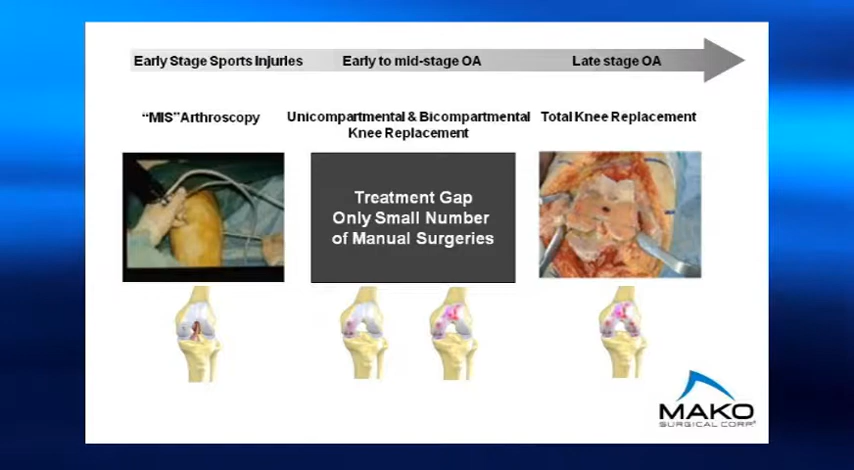 Early Stage Sports Injuries
Early to mid-stage OA
Late stage OA
“MIS”Arthroscopy
Unicompartmental & Bicompartmental
Knee Replacement
Total Knee Replacement
Treatment Gap
Only Small Number
of Manual Surgeries
MAKO
SURGICAL CORP.